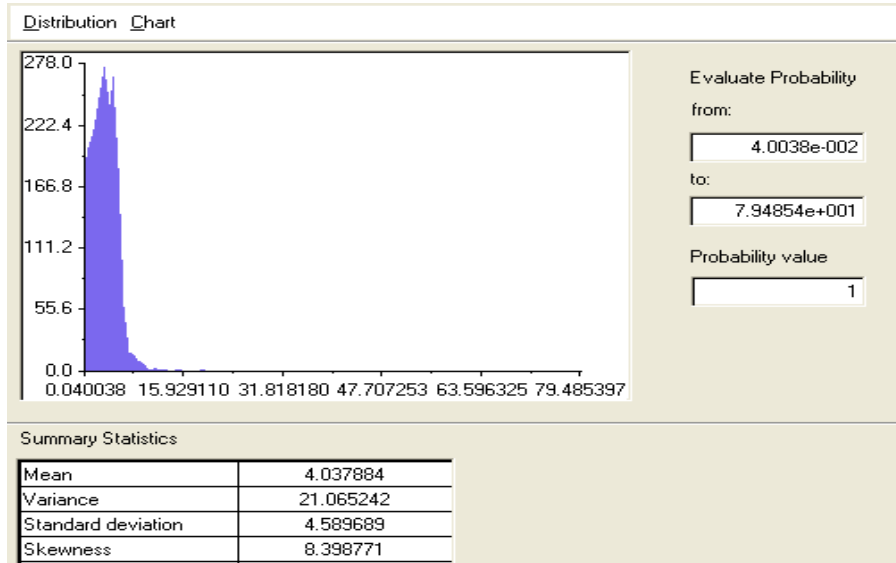 Distribution Chart
278.0
222.4
166.8
111.2
55.6
0.0
0.040038 15.929110 31.818180 47.707253 63.596325 79.485397
Evaluate Probability
from:
4.0038e-002
to:
7.94854e+001
Probability value
1
Summary Statistics
Mean 4.037884
Variance 21.065242
Standard deviation 4.589689
Skewness 8.398771